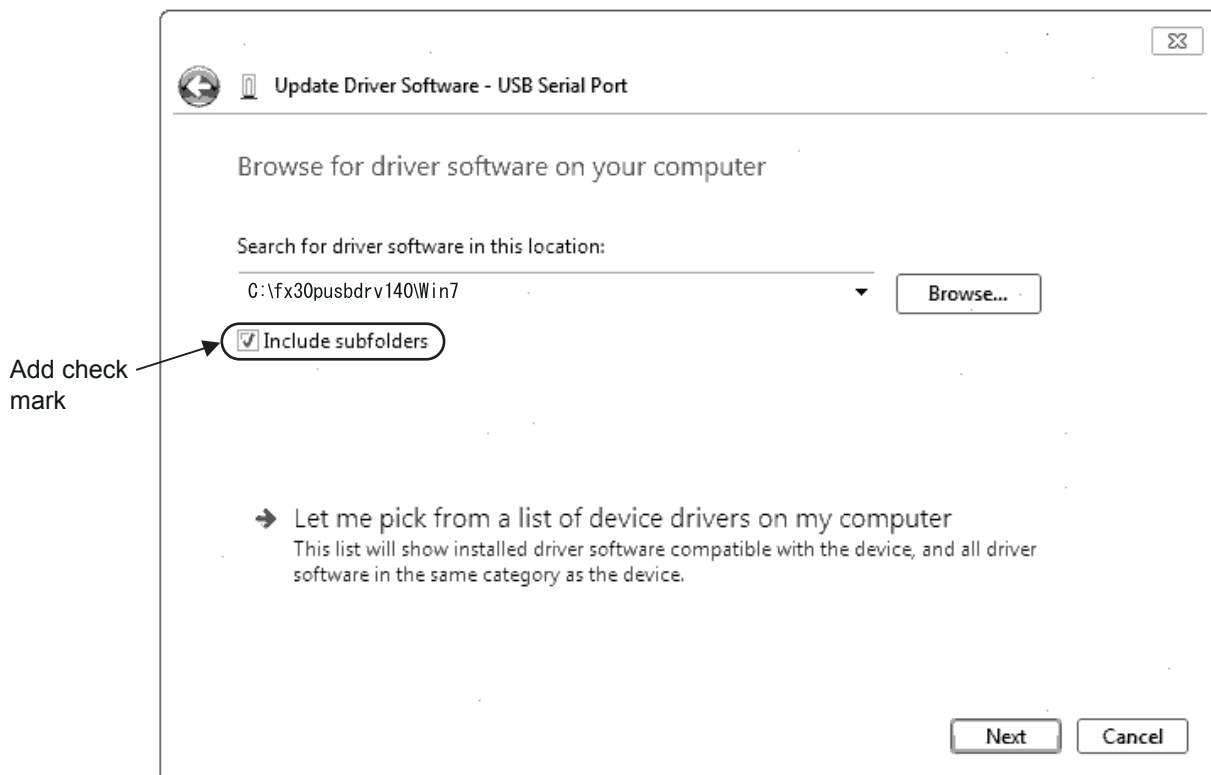 Update Driver Software - USB Serial Port
Browse for driver software on your computer
Search for driver software in this location:
C:\fx30pusbdrv140\Win7
Browse...
Include subfolders
Add check
mark
Let me pick from a list of device drivers on my computer
This list will show installed driver software compatible with the device, and all driver
software in the same category as the device.
Next
Cancel